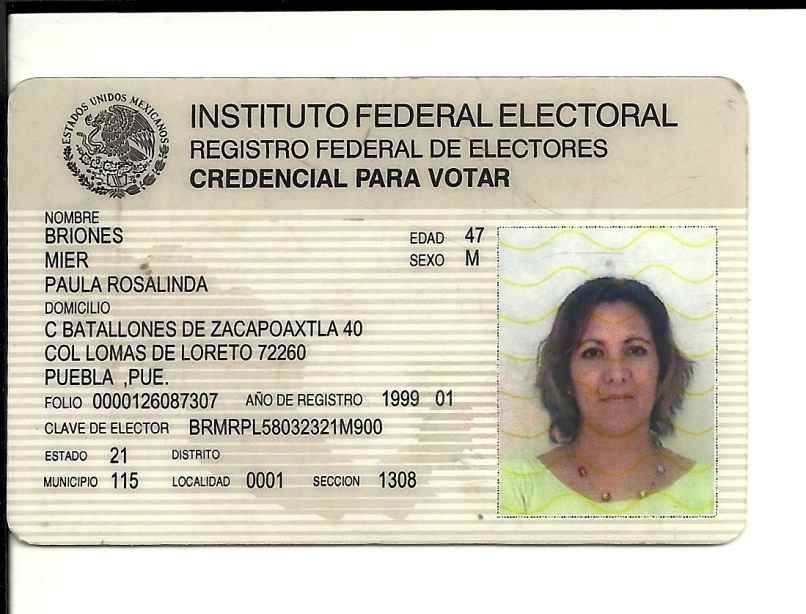 ESTADOS UNIDOS MEXICANOS
INSTITUTO FEDERAL ELECTORAL
REGISTRO FEDERAL DE ELECTORES
CREDENCIAL PARA VOTAR
NOMBRE
BRIONES
MIER
PAULA ROSALINDA
EDAD 47
SEXO M
DOMICILIO
C BATALLONES DE ZACAPOAXTLA 40
COL LOMAS DE LORETO 72260
PUEBLA ,PUE.
FOLIO 0000126087307 AÑO DE REGISTRO 1999 01
CLAVE DE ELECTOR BRMRPL58032321M900
ESTADO 21 DISTRITO
MUNICIPIO 115 LOCALIDAD 0001 SECCION 1308